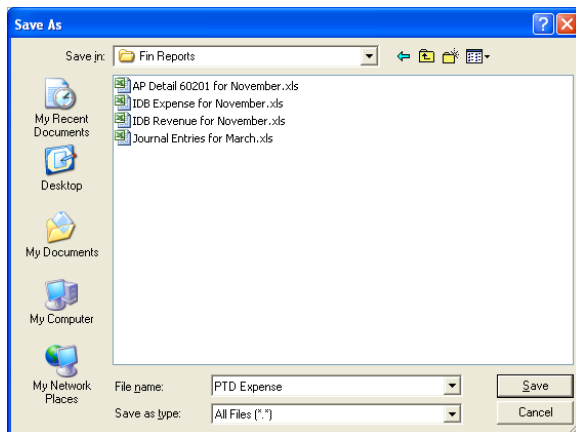 Save As
Save in:
Fin Reports
AP Detail 60201 for November.xls
IDB Expense for November.xls
IDB Revenue for November.xls
Journal Entries for March.xls
My Recent
Documents
Desktop
My Documents
My Computer
My Network
Places
File name:
PTD Expense
Save
Save as type:
All Files (*.*)
Cancel